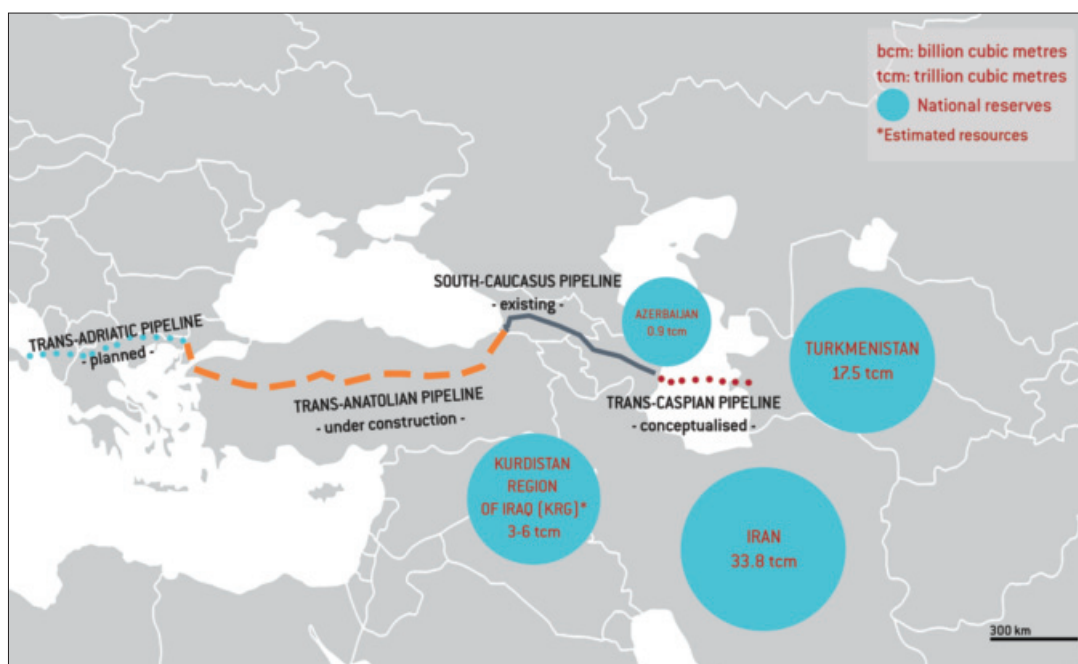 bcm: billion cubic metres
tcm: trillion cubic metres
National reserves
*Estimated resources
SOUTH-CAUCASUS PIPELINE
- existing -
TRANS-ADRIATIC PIPELINE
- planned -
AZERBAIJAN
0.9 tcm
TURKMENISTAN
17.5 tcm
TRANS-ANATOLIAN PIPELINE
- under construction -
TRANS-CASPIAN PIPELINE
- conceptualised -
KURDISTAN
REGION
OF IRAQ (KRG)*
3-6 tcm
IRAN
33.8 tcm
300 km